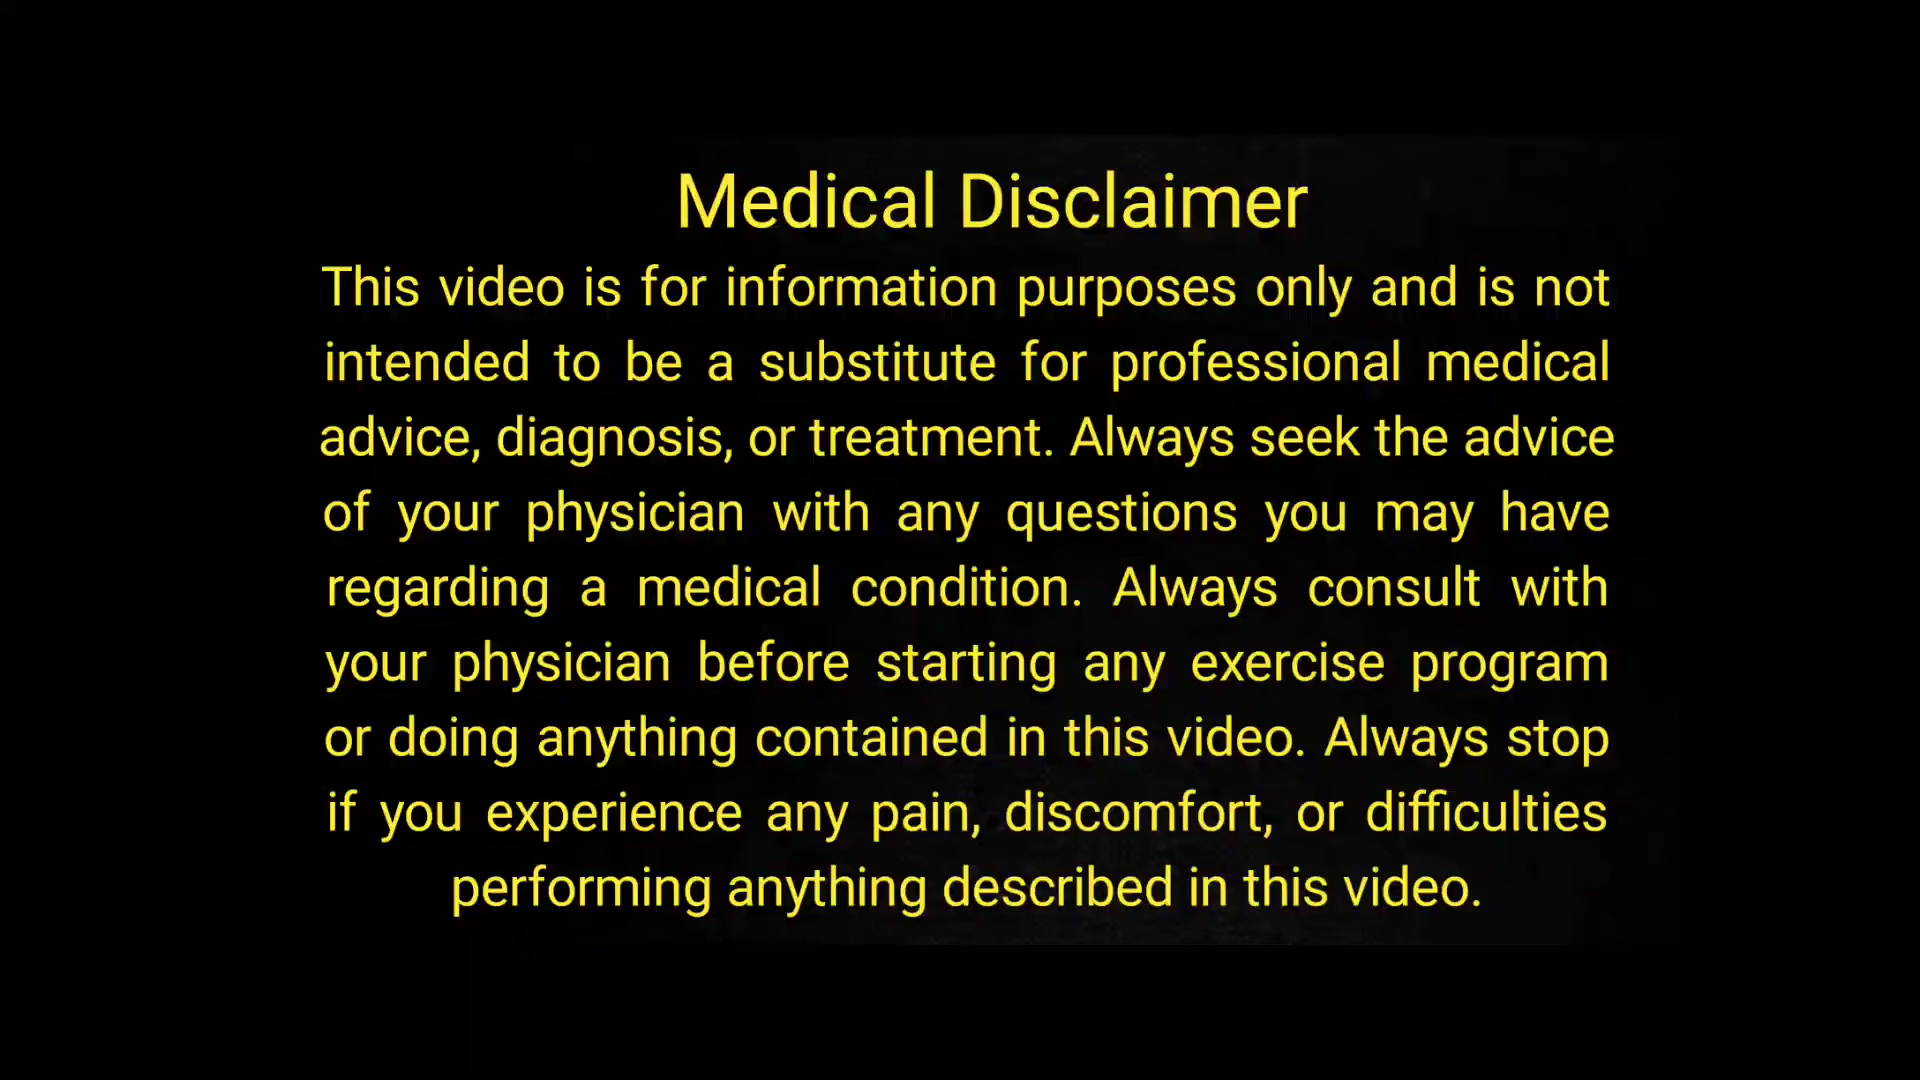 Medical Disclaimer
This video is for information purposes only and is not
intended to be a substitute for professional medical
advice, diagnosis, or treatment. Always seek the advice
of your physician with any questions you may have
regarding a medical condition. Always consult with
your physician before starting any exercise program
or doing anything contained in this video. Always stop
if you experience any pain, discomfort, or difficulties
performing anything described in this video.